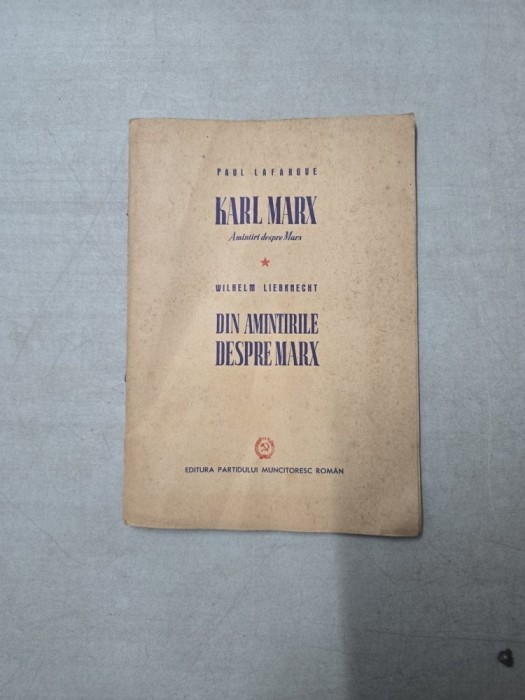 PAUL LAFARGUE
KARL MARX
Amintiri despre Marx
WILHELM LIEBKNECHT
DIN AMINTIRILE
DESPRE MARX
EDITURA PARTIDULUI MUNCITORESC ROMÂN